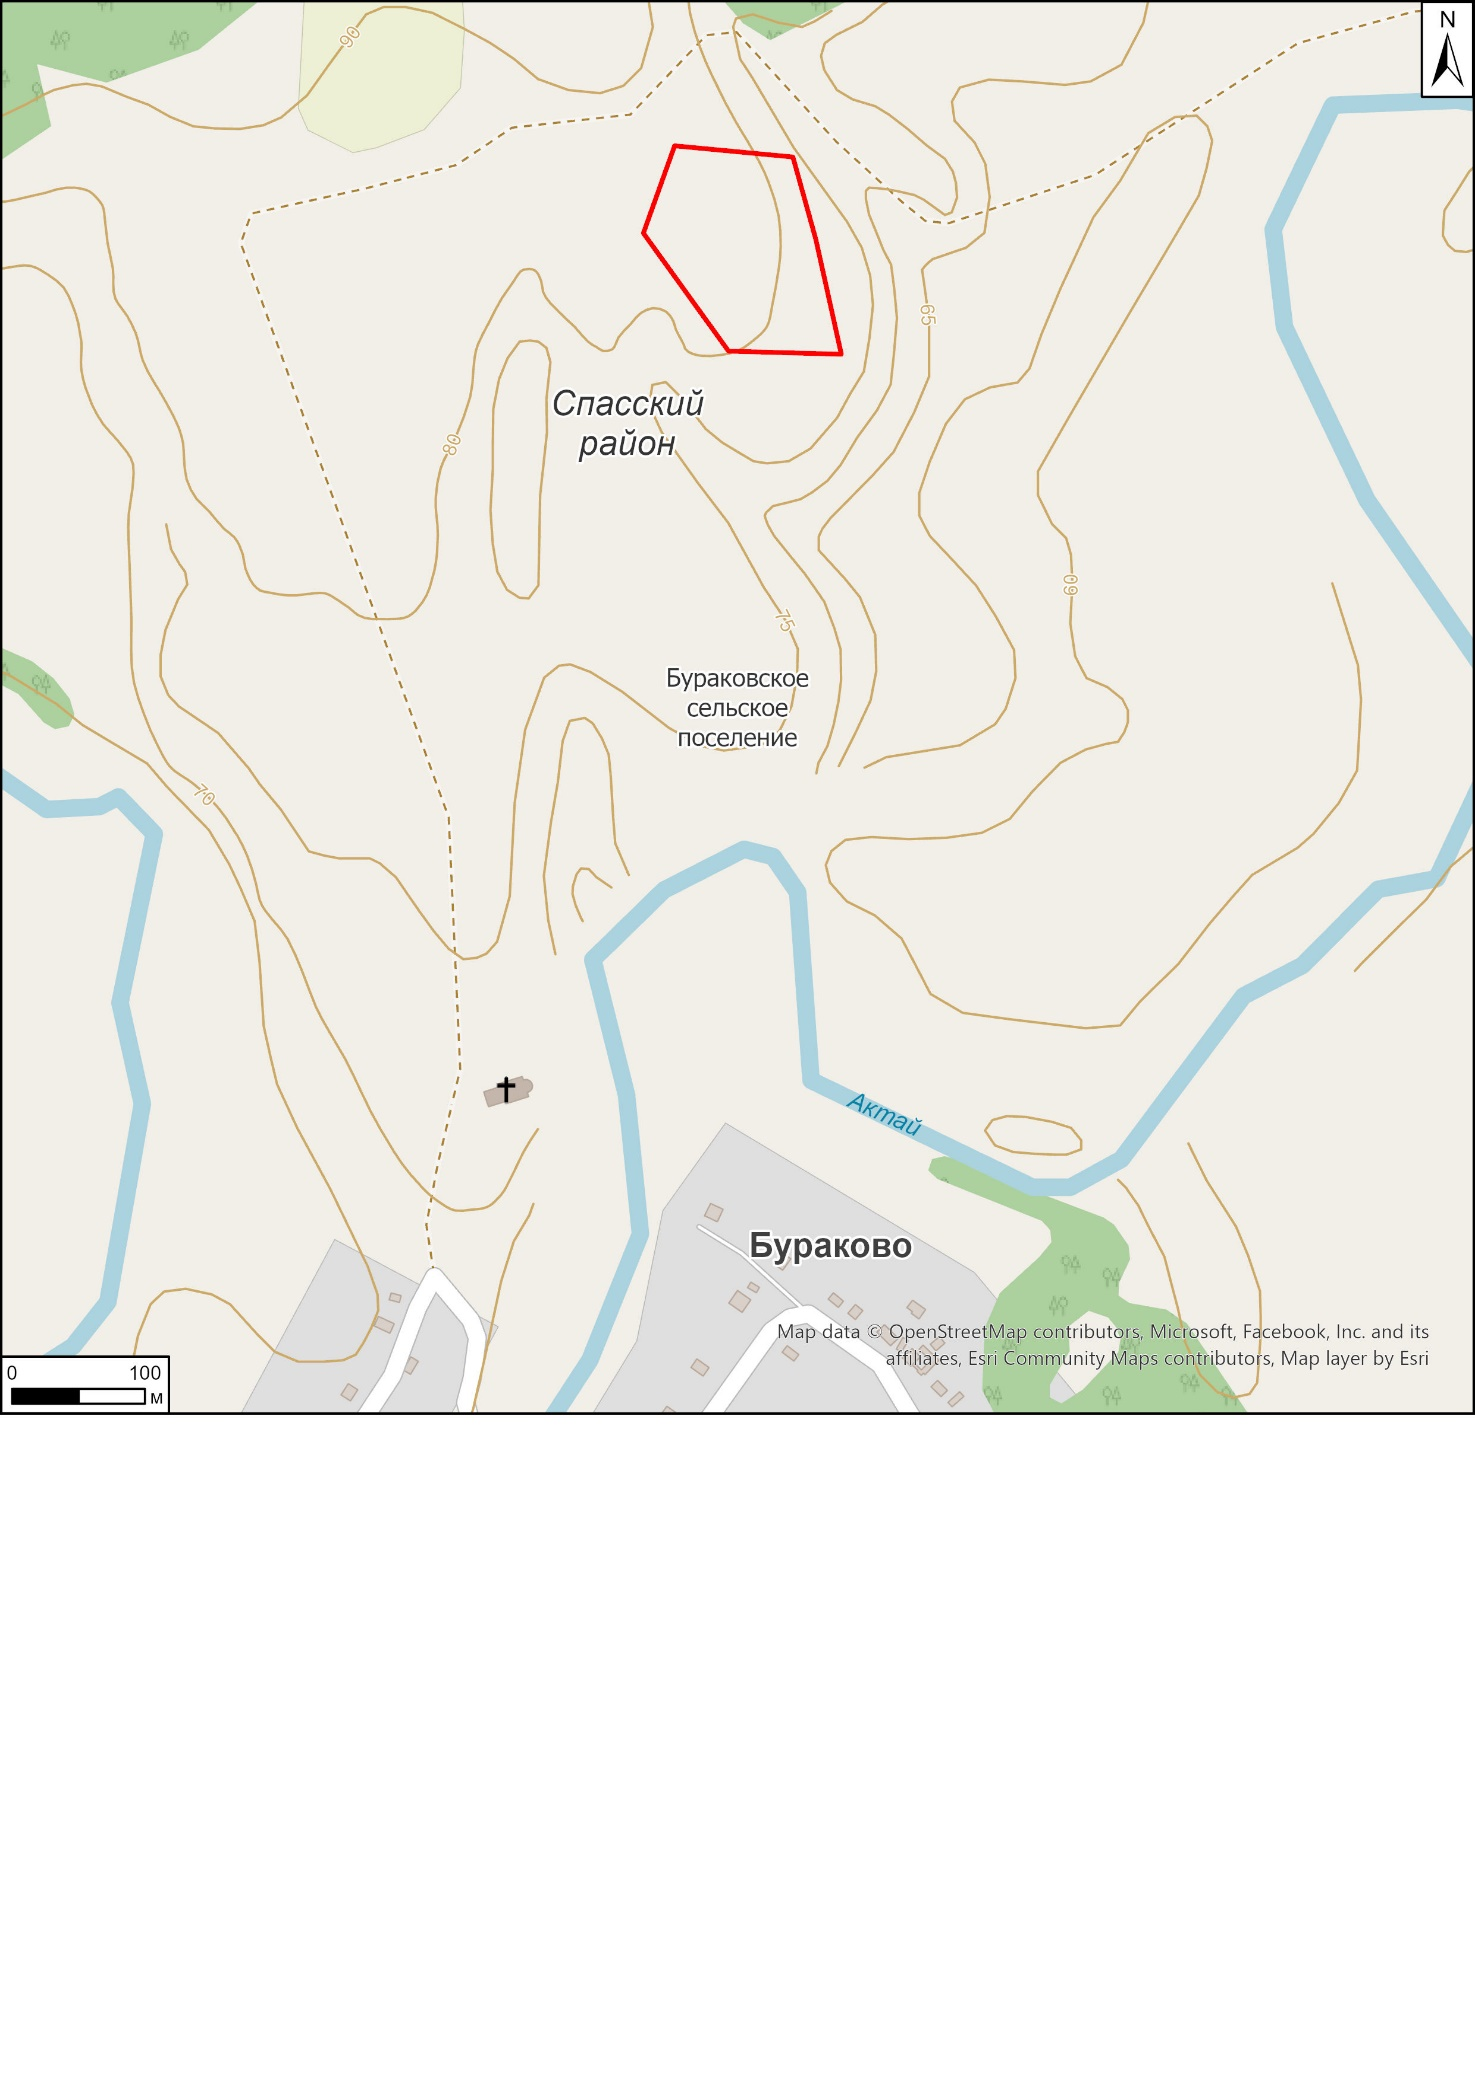 N
90
65
Спасский
район
80
60
75
Бураковское
сельское
поселение
70
Актай
Бураково
Map data © OpenStreetMap contributors, Microsoft, Facebook, Inc. and its
affiliates, Esri Community Maps contributors, Map layer by Esri
0 100
м